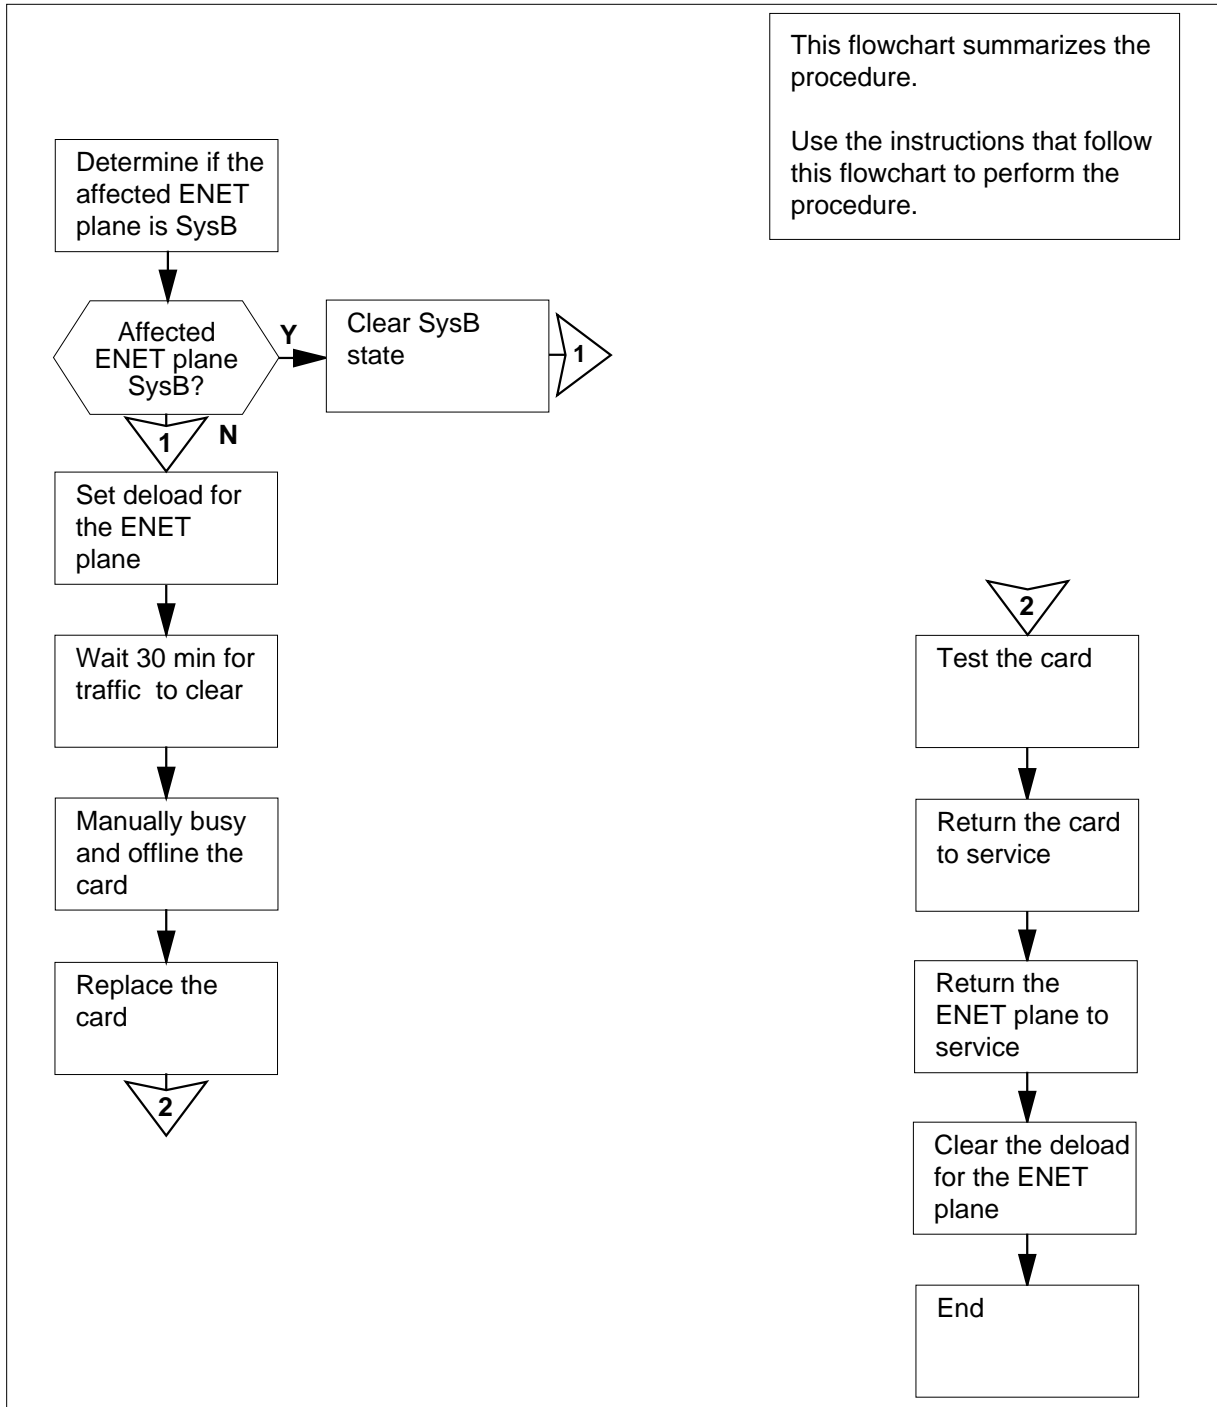 This flowchart summarizes the
procedure.
Use the instructions that follow
this flowchart to perform the
procedure.
Determine if the
affected ENET
plane is SysB
Affected
ENET plane
SysB?
Y
Clear SysB
state
1
1
N
Set deload for
the ENET
plane
Wait 30 min for
traffic to clear
Manually busy
and offline the
card
Replace the
card
2
2
Test the card
Return the card
to service
Return the
ENET plane to
service
Clear the deload
for the ENET
plane
End